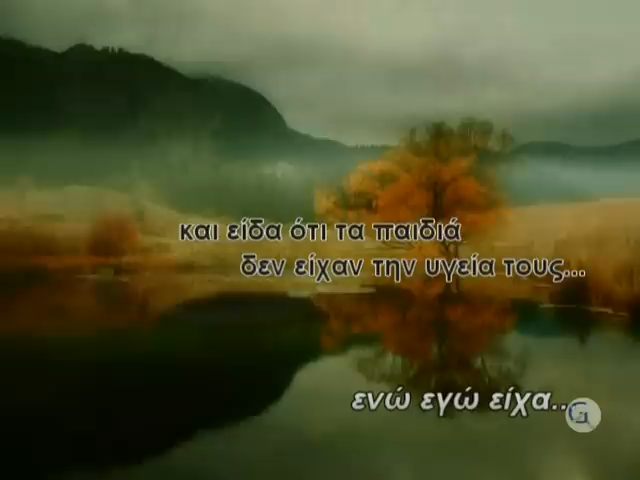 και είδα ότι τα παιδιά
δεν είχαν την υγεία τους...
ενώ εγώ είχα...
G